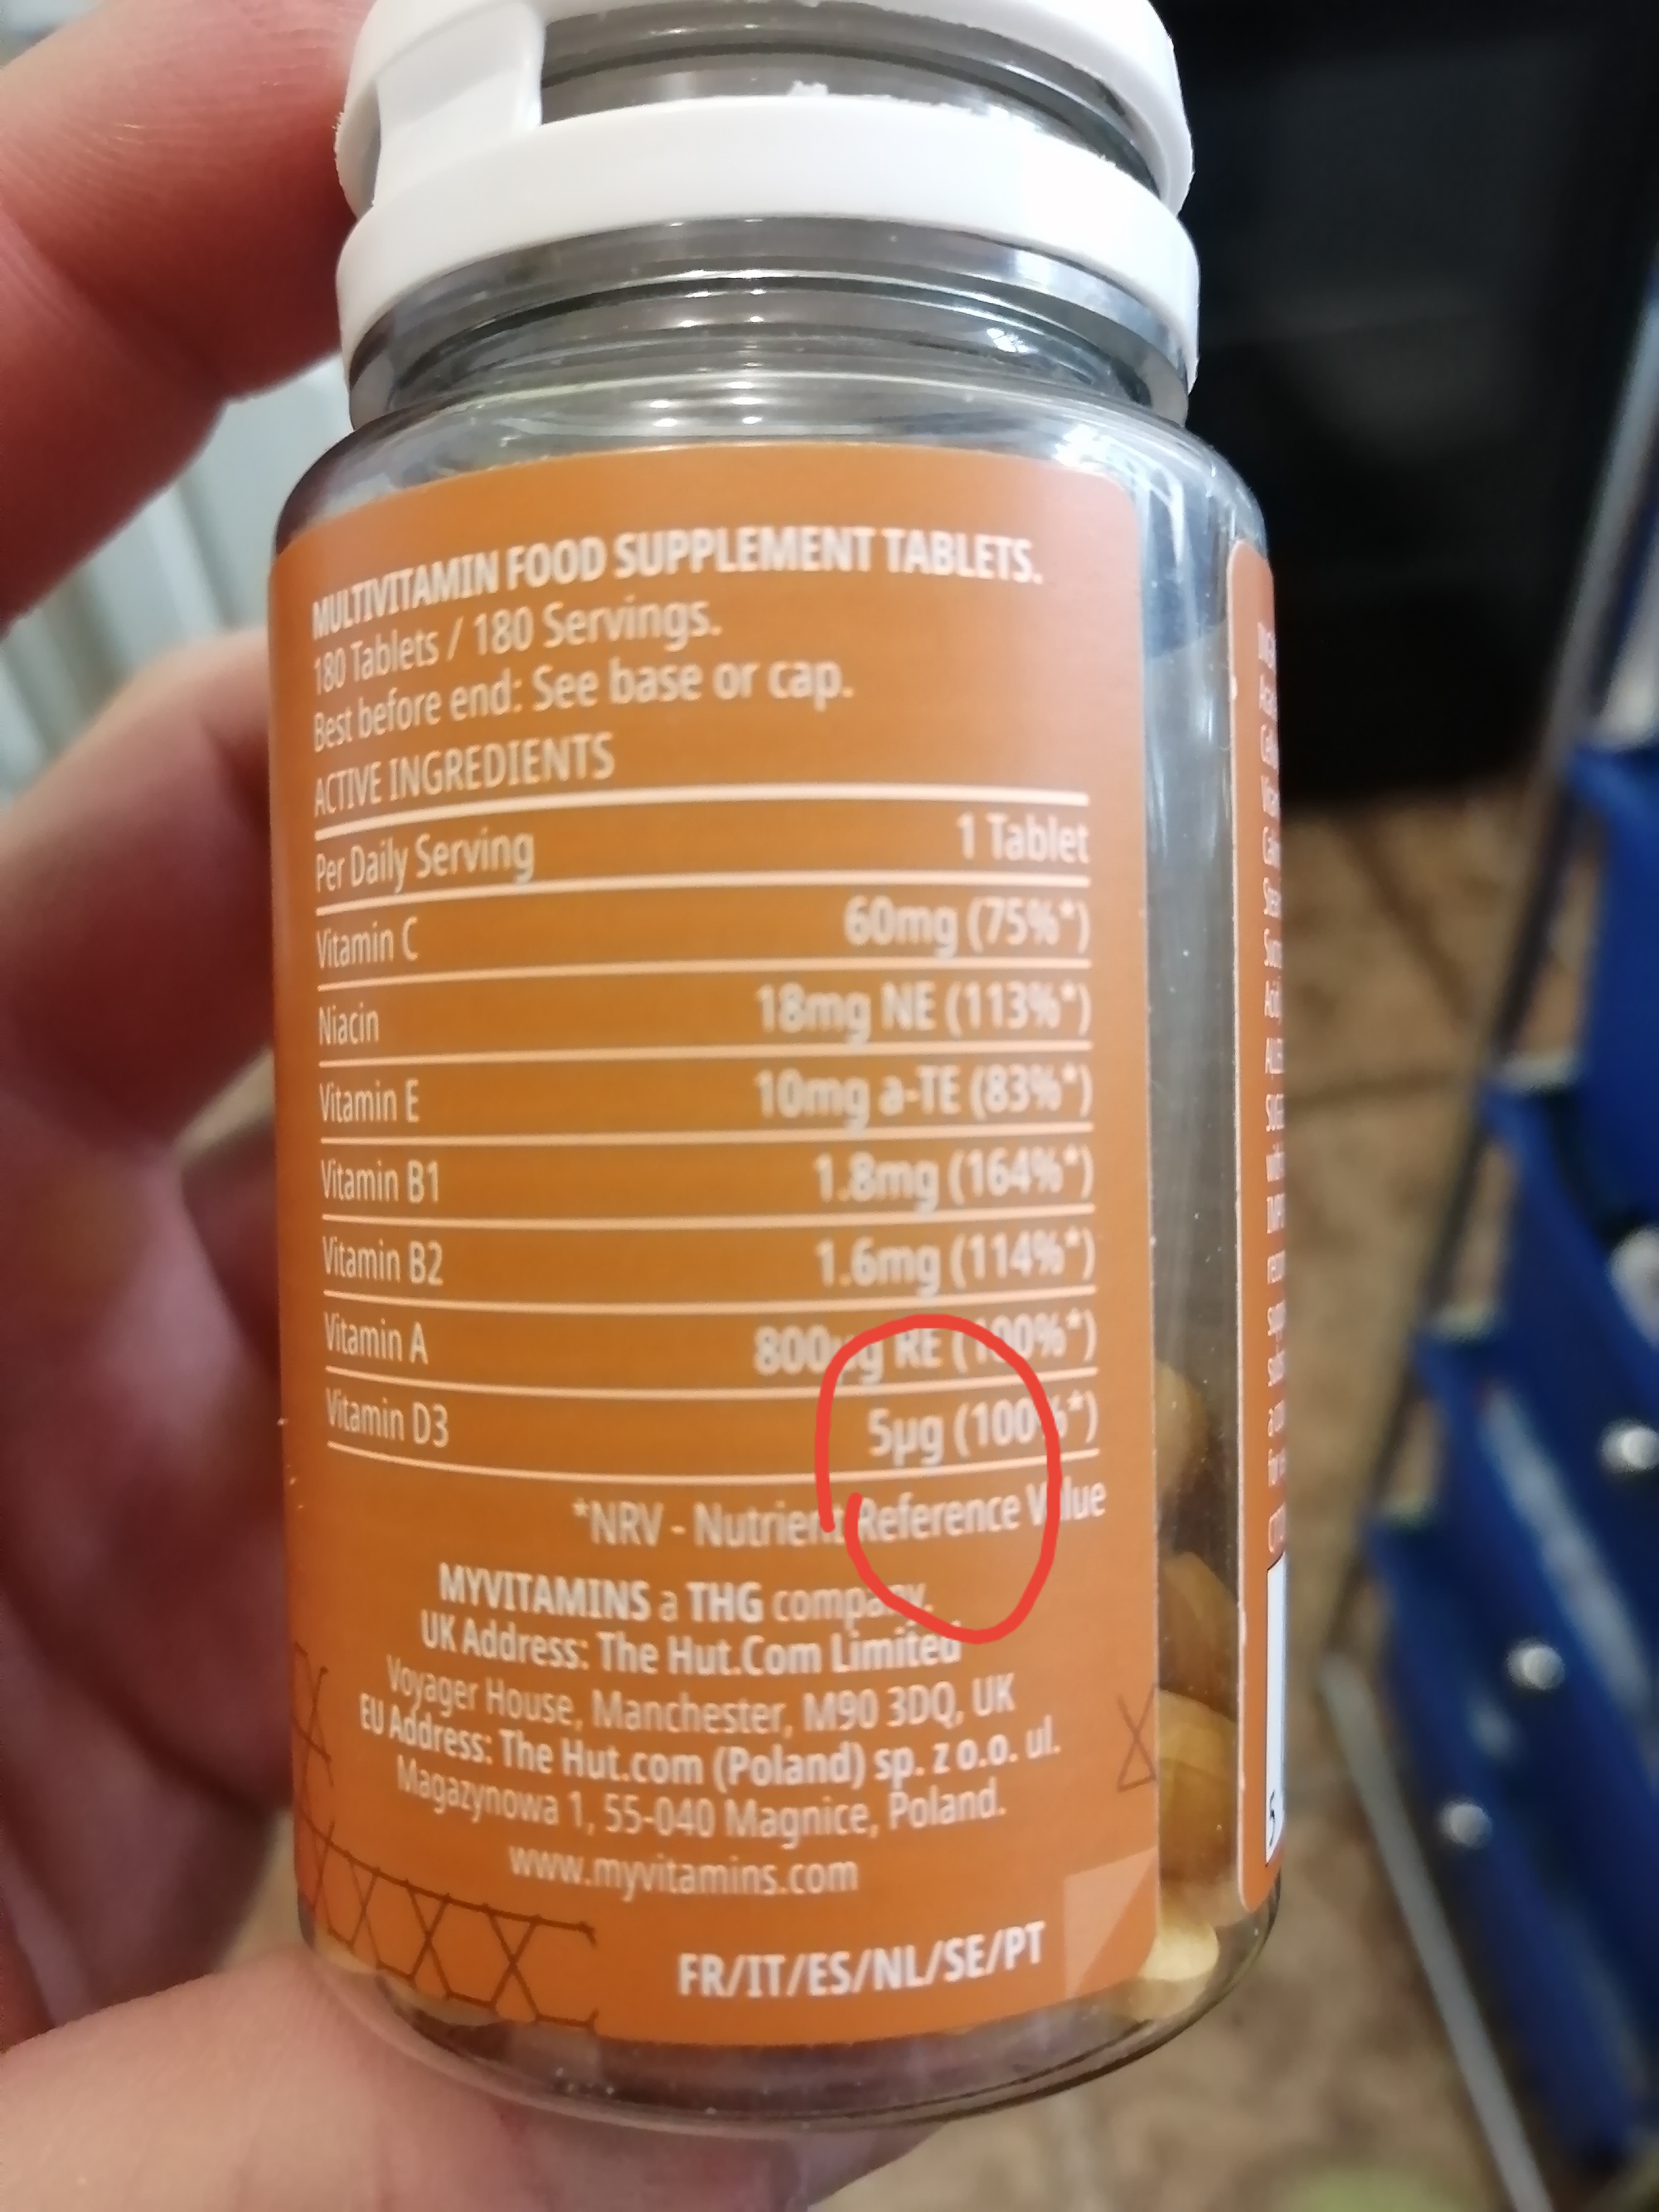 MULTIVITAMIN FOOD SUPPLEMENT TABLETS.
180 Tablets / 180 Servings.
Best before end: See base or cap.
ACTIVE INGREDIENTS
Per Daily Serving 1 Tablet
Vitamin C 60mg (75%*)
Niacin 18mg NE (113%*)
Vitamin E 10mg a-TE (83%*)
Vitamin B1 1.8mg (164%*)
Vitamin B2 1.6mg (114%*)
Vitamin A 800µg RE (100%*)
Vitamin D3 5µg (100%*)
*NRV - Nutrient Reference Value
MYVITAMINS a THG company.
UK Address: The Hut.Com Limited
Voyager House, Manchester, M90 3DQ, UK
EU Address: The Hut.com (Poland) sp. z o.o. ul.
Magazynowa 1, 55-040 Magnice, Poland.
www.myvitamins.com
FR/IT/ES/NL/SE/PT